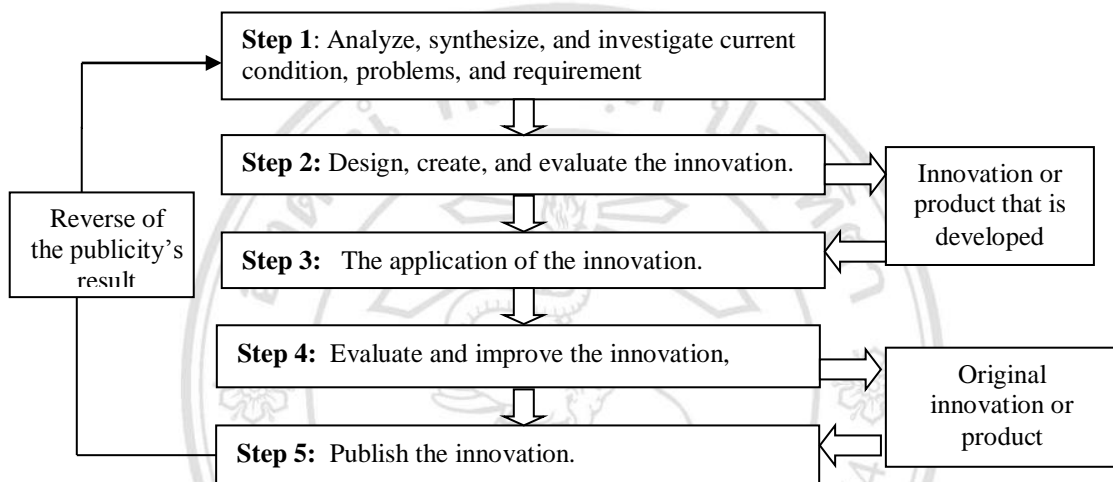 Step 1: Analyze, synthesize, and investigate current
condition, problems, and requirement
Step 2: Design, create, and evaluate the innovation.
Innovation or
product that is
developed
Reverse of
the publicity’s
result
Step 3: The application of the innovation.
Step 4: Evaluate and improve the innovation,
Original
innovation or
product
Step 5: Publish the innovation.